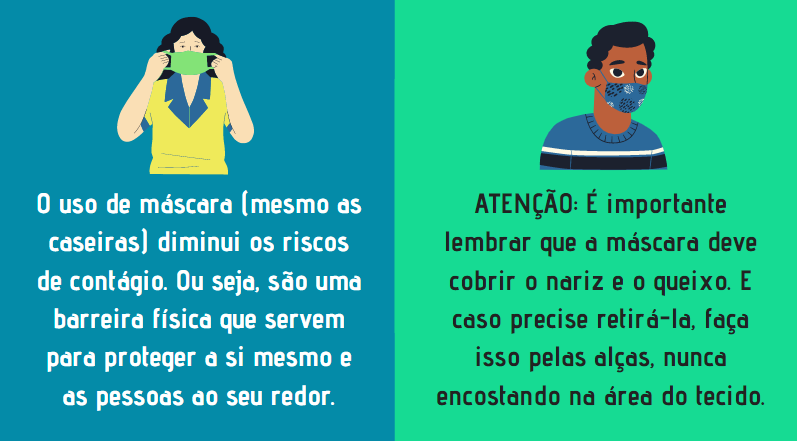 O uso de máscara (mesmo as
caseiras) diminui os riscos
de contágio. Ou seja, são uma
barreira física que servem
para proteger a si mesmo e
as pessoas ao seu redor.
ATENÇÃO: É importante
lembrar que a máscara deve
cobrir o nariz e o queixo. E
caso precise retirá-la, faça
isso pelas alças, nunca
encostando na área do tecido.